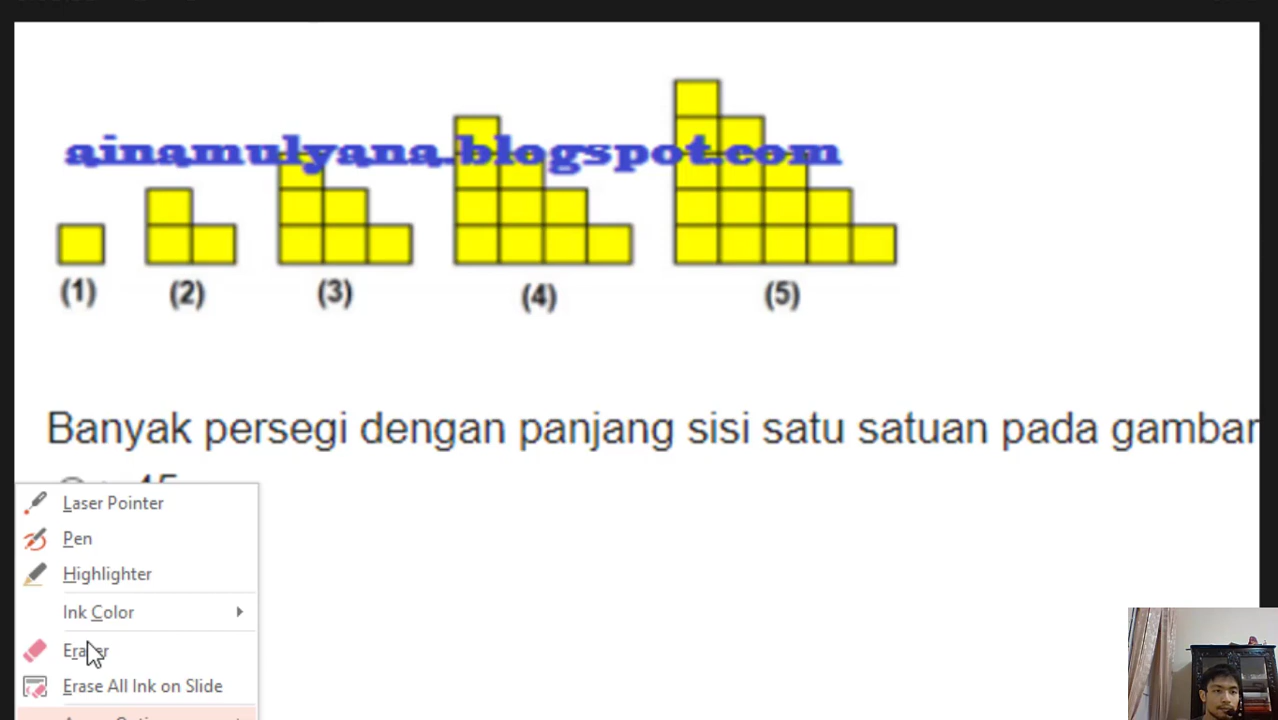 ainamulyana.blogspot.com
(1) (2) (3) (4) (5)
Banyak persegi dengan panjang sisi satu satuan pada gambar
Laser Pointer
Pen
Highlighter
Ink Color
Eraser
Erase All Ink on Slide